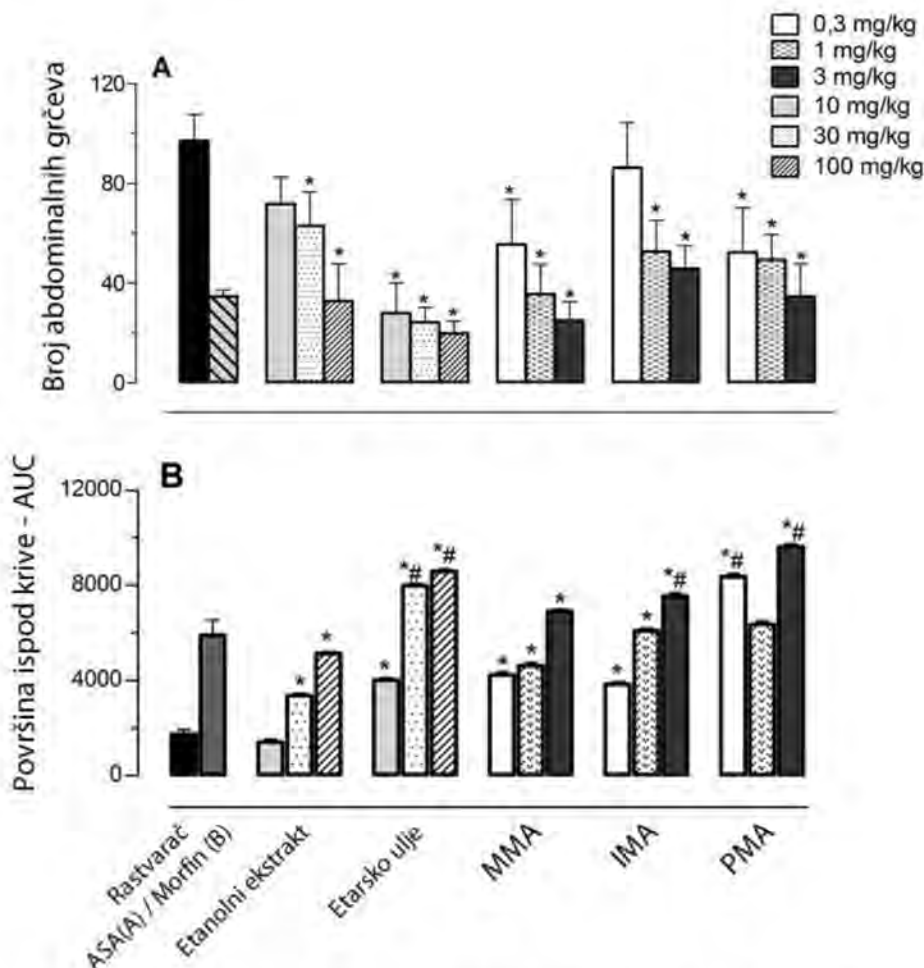 0,3 mg/kg
1 mg/kg
3 mg/kg
10 mg/kg
30 mg/kg
100 mg/kg
A
Broj abdominalnih grčeva
120
80
40
0
* * * * * * * * * * * * * *
* *
B
Površina ispod krive - AUC
12000
8000
4000
0
* * * *# *# * * * * * *# *# *#
Rastvarač
ASA(A) / Morfin (B)
Etanolni ekstrakt
Etarsko ulje
MMA
IMA
PMA